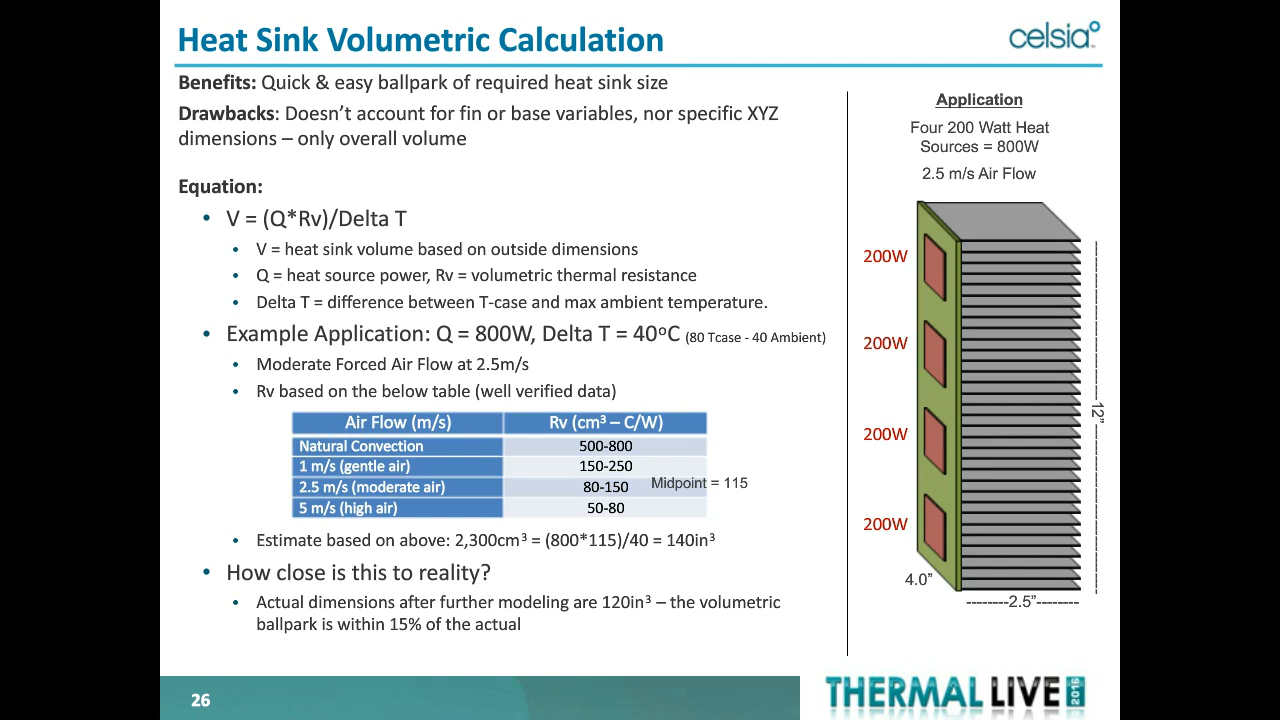 Heat Sink Volumetric Calculation
celsia
Benefits: Quick & easy ballpark of required heat sink size
Drawbacks: Doesn’t account for fin or base variables, nor specific XYZ
dimensions – only overall volume
Equation:
• V = (Q*Rv)/Delta T
• V = heat sink volume based on outside dimensions
• Q = heat source power, Rv = volumetric thermal resistance
• Delta T = difference between T-case and max ambient temperature.
• Example Application: Q = 800W, Delta T = 40°C (80 Tcase - 40 Ambient)
• Moderate Forced Air Flow at 2.5m/s
• Rv based on the below table (well verified data)
Air Flow (m/s) Rv (cm³ – C/W)
Natural Convection 500-800
1 m/s (gentle air) 150-250
2.5 m/s (moderate air) 80-150 Midpoint = 115
5 m/s (high air) 50-80
• Estimate based on above: 2,300cm³ = (800*115)/40 = 140in³
• How close is this to reality?
• Actual dimensions after further modeling are 120in³ – the volumetric
ballpark is within 15% of the actual
Application
Four 200 Watt Heat
Sources = 800W
2.5 m/s Air Flow
200W
200W
200W
200W
12”
4.0”
2.5”
26
THERMAL LIVE 2016